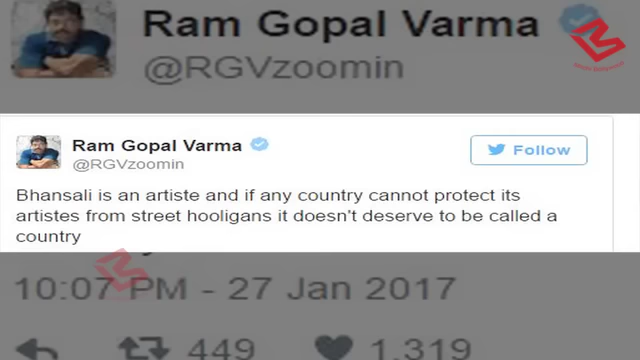 Ram Gopal Varma
@RGVzoomin
Ram Gopal Varma
@RGVzoomin
Follow
Bhansali is an artiste and if any country cannot protect its
artistes from street hooligans it doesn't deserve to be called a
country
10:07 PM - 27 Jan 2017
449 1,319